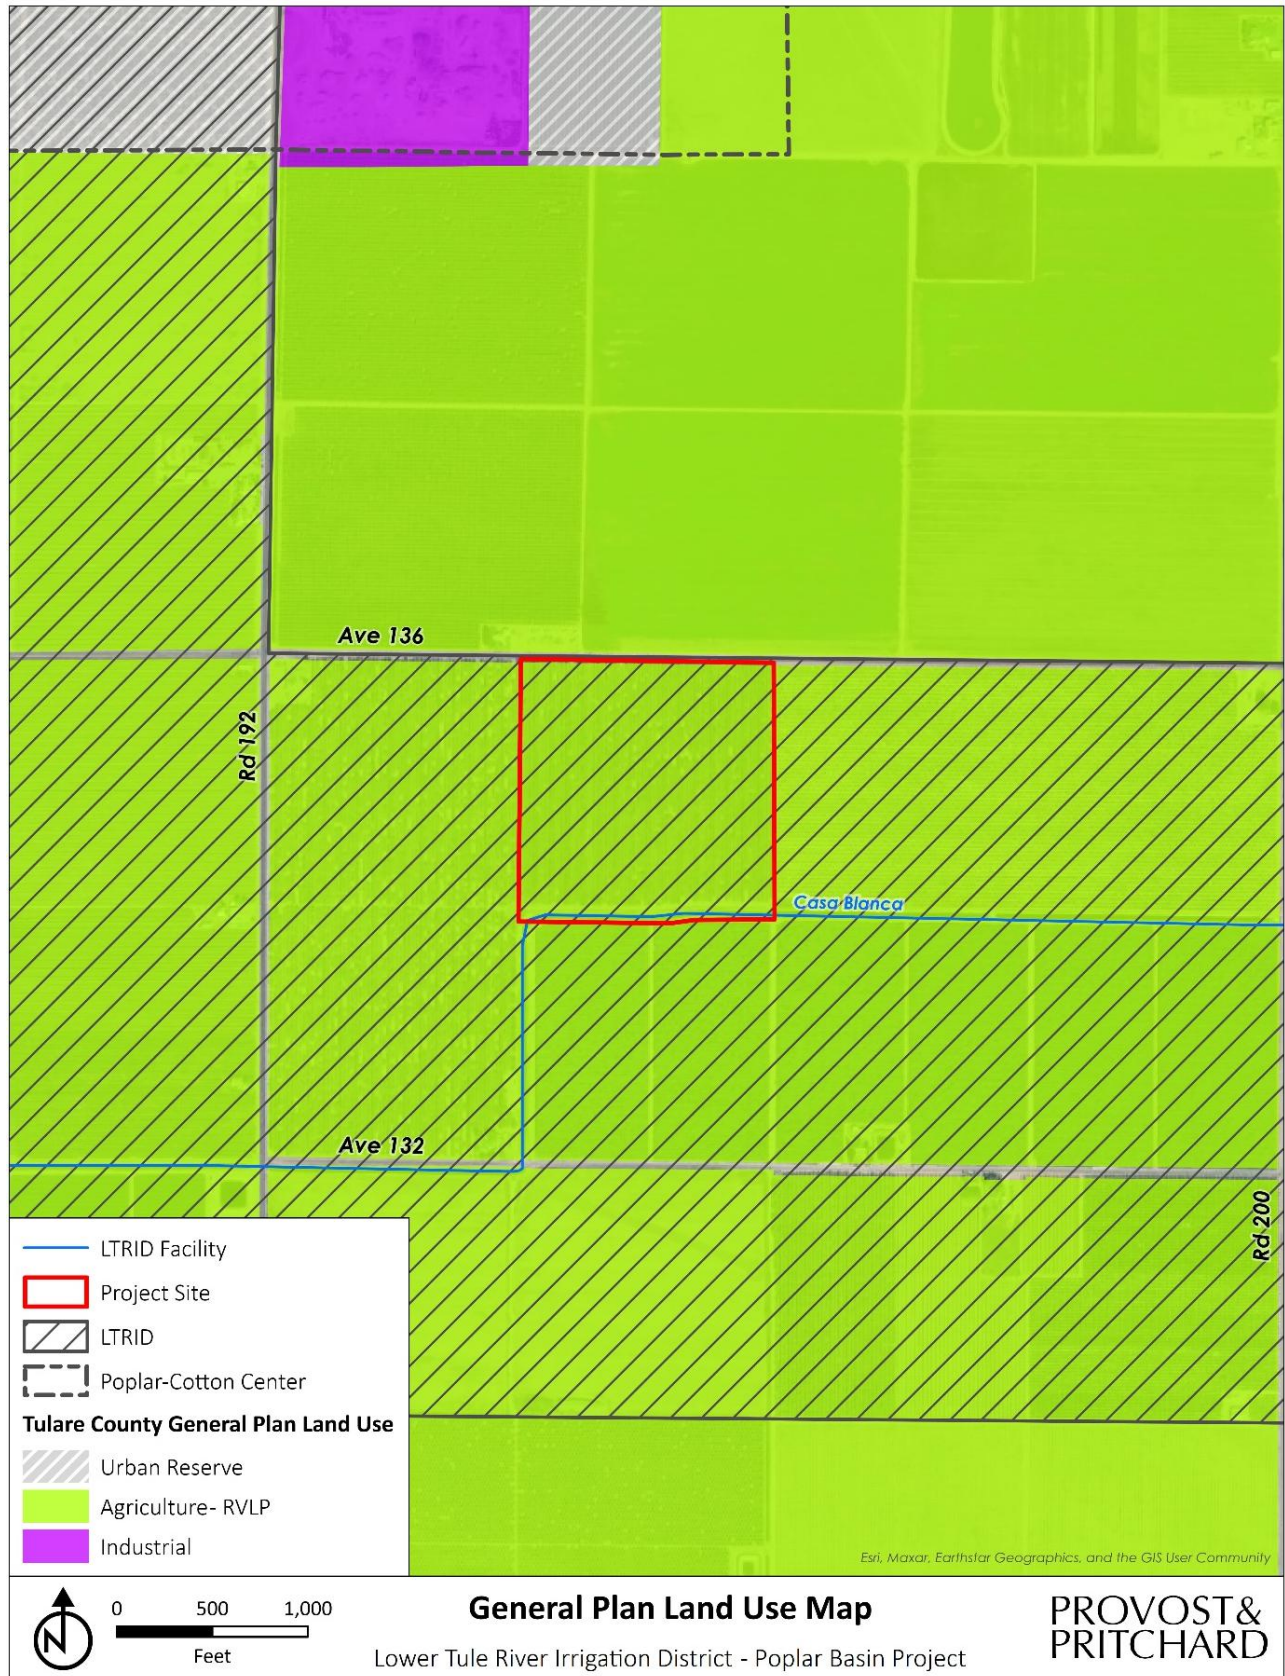 Ave 136
Rd 192
Casa Blanca
Ave 132
Rd 200
LTRID Facility
Project Site
LTRID
Poplar-Cotton Center
Tulare County General Plan Land Use
Urban Reserve
Agriculture- RVLP
Industrial
Esri, Maxar, Earthstar Geographics, and the GIS User Community
N
0 500 1,000
Feet
General Plan Land Use Map
Lower Tule River Irrigation District - Poplar Basin Project
PROVOST&
PRITCHARD